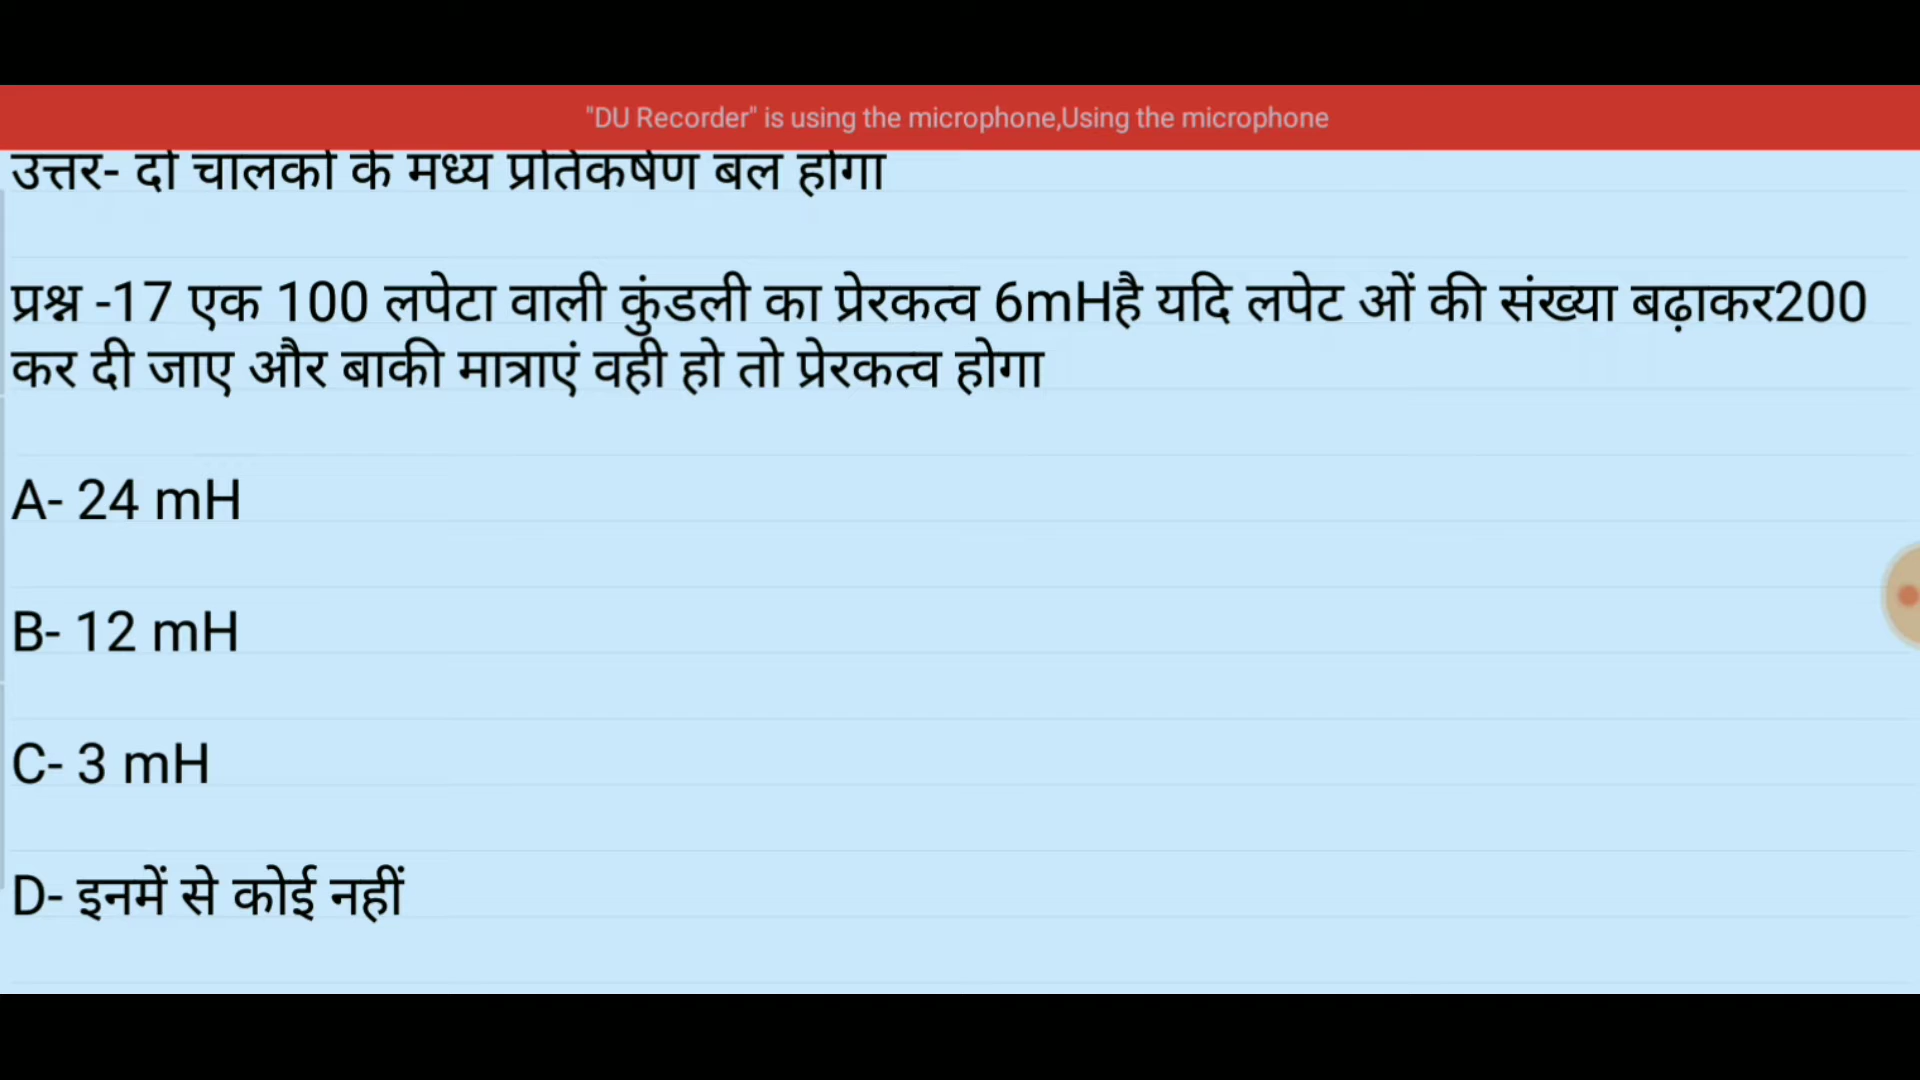 "DU Recorder" is using the microphone,Using the microphone
उत्तर- दो चालकों के मध्य प्रतिकर्षण बल होगा
प्रश्न -17 एक 100 लपेटा वाली कुंडली का प्रेरकत्व 6mHहै यदि लपेट ओं की संख्या बढ़ाकर200
कर दी जाए और बाकी मात्राएं वही हो तो प्रेरकत्व होगा
A- 24 mH
B- 12 mH
C- 3 mH
D- इनमें से कोई नहीं